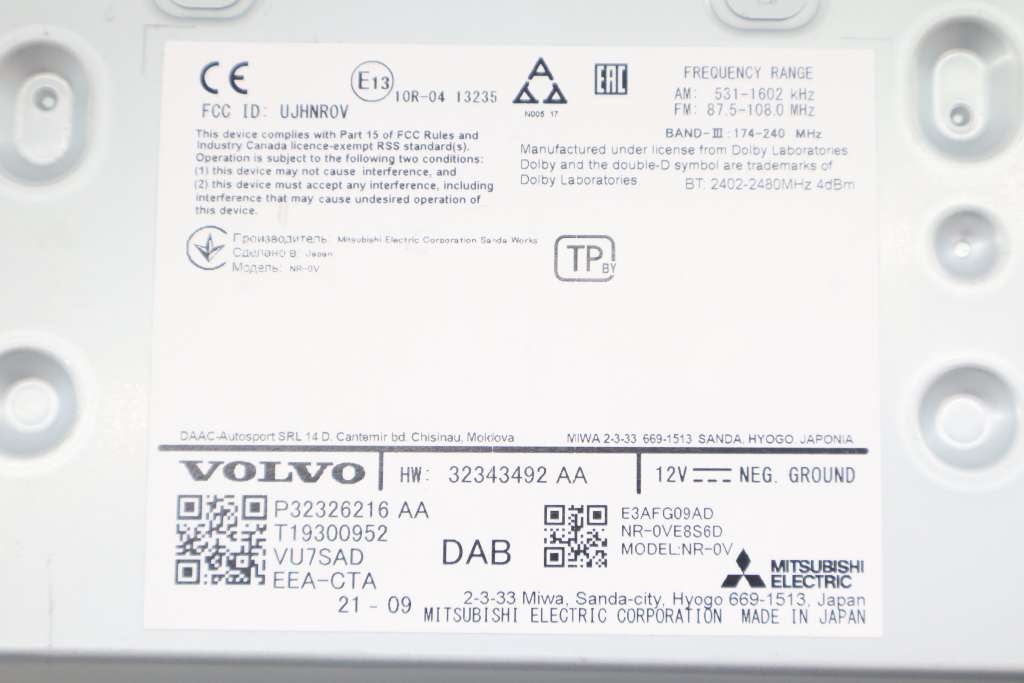 CE
E13
10R-04 13235
FCC ID: UJHNR0V
N005 17
EAC
FREQUENCY RANGE
AM: 531-1602 kHz
FM: 87.5-108.0 MHz
BAND-III:174-240 MHz
This device complies with Part 15 of FCC Rules and
Industry Canada licence-exempt RSS standard(s).
Operation is subject to the following two conditions:
(1) this device may not cause interference, and
(2) this device must accept any interference, including
interference that may cause undesired operation of
this device.
Manufactured under license from Dolby Laboratories
Dolby and the double-D symbol are trademarks of
Dolby Laboratories
BT: 2402-2480MHz 4dBm
Производитель: Mitsubishi Electric Corporation Sanda Works
Сделано в: Japan
Модель: NR-0V
TP BY
DAAC-Autosport SRL 14 D. Cantemir bd. Chisinau, Moldova
MIWA 2-3-33 669-1513 SANDA, HYOGO JAPONIA
VOLVO
HW: 32343492 AA
12V NEG. GROUND
P32326216 AA
T19300952
VU7SAD
EEA-CTA
21-09
DAB
E3AFG09AD
NR-0VE8S6D
MODEL:NR-0V
MITSUBISHI
ELECTRIC
2-3-33 Miwa, Sanda-city, Hyogo 669-1513, Japan
MITSUBISHI ELECTRIC CORPORATION MADE IN JAPAN